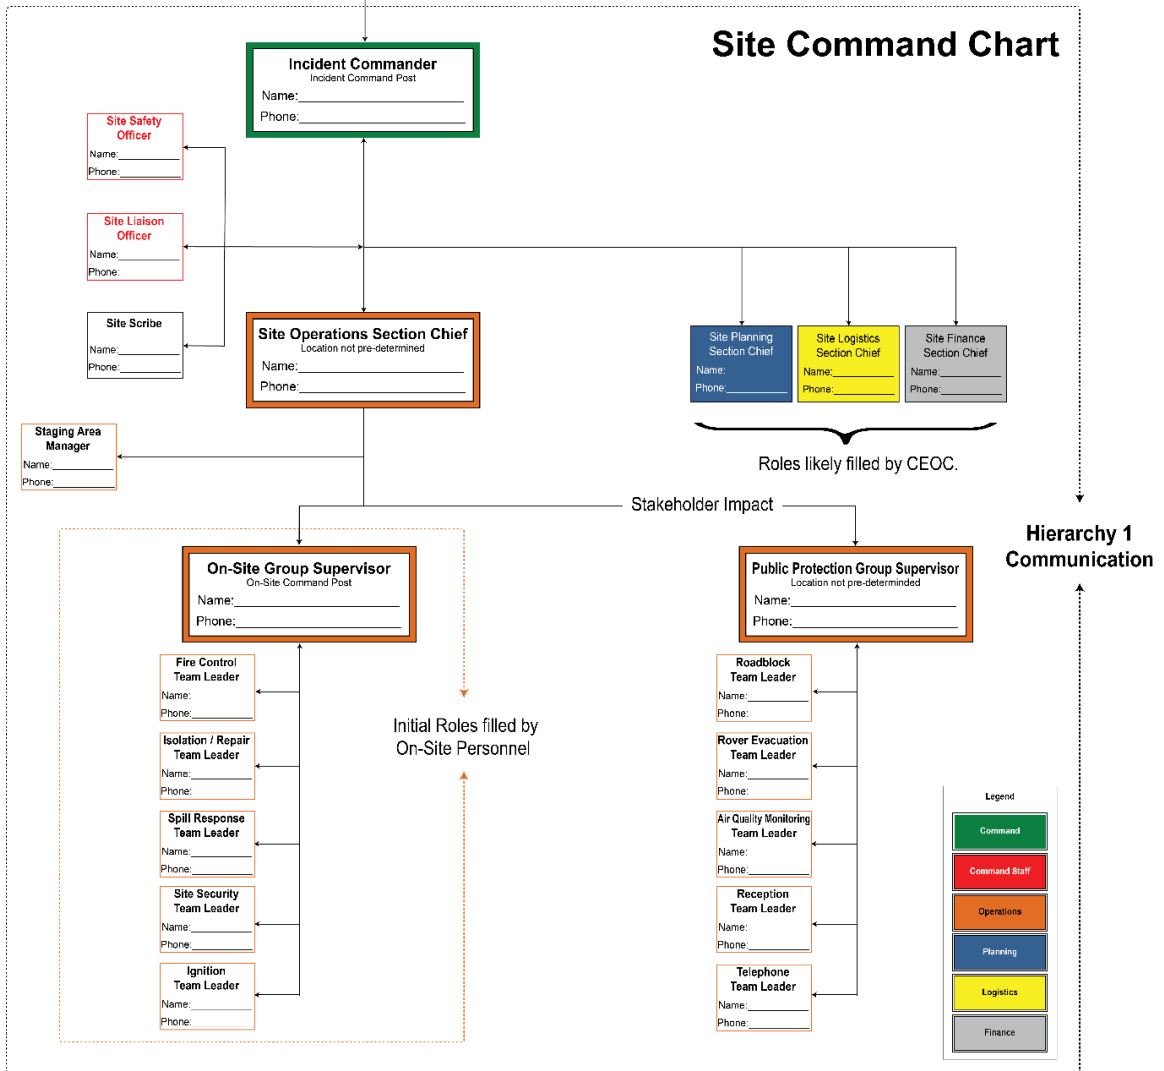 Site Command Chart
Incident Commander
Incident Command Post
Name:
Phone:
Site Safety
Officer
Name:
Phone:
Site Liaison
Officer
Name:
Phone:
Site Scribe
Name:
Phone:
Site Operations Section Chief
Location not pre-determined
Name:
Phone:
Site Planning
Section Chief
Name:
Phone:
Site Logistics
Section Chief
Name:
Phone:
Site Finance
Section Chief
Name:
Phone:
Roles likely filled by CEOC.
Staging Area
Manager
Name:
Phone:
Stakeholder Impact
Hierarchy 1
Communication
On-Site Group Supervisor
On-Site Command Post
Name:
Phone:
Public Protection Group Supervisor
Location not pre-determinded
Name:
Phone:
Fire Control
Team Leader
Name:
Phone:
Isolation / Repair
Team Leader
Name:
Phone:
Spill Response
Team Leader
Name:
Phone:
Site Security
Team Leader
Name:
Phone:
Ignition
Team Leader
Name:
Phone:
Initial Roles filled by
On-Site Personnel
Roadblock
Team Leader
Name:
Phone:
Rover Evacuation
Team Leader
Name:
Phone:
Air Quality Monitoring
Team Leader
Name:
Phone:
Reception
Team Leader
Name:
Phone:
Telephone
Team Leader
Name:
Phone:
Legend
Command
Command Staff
Operations
Planning
Logistics
Finance